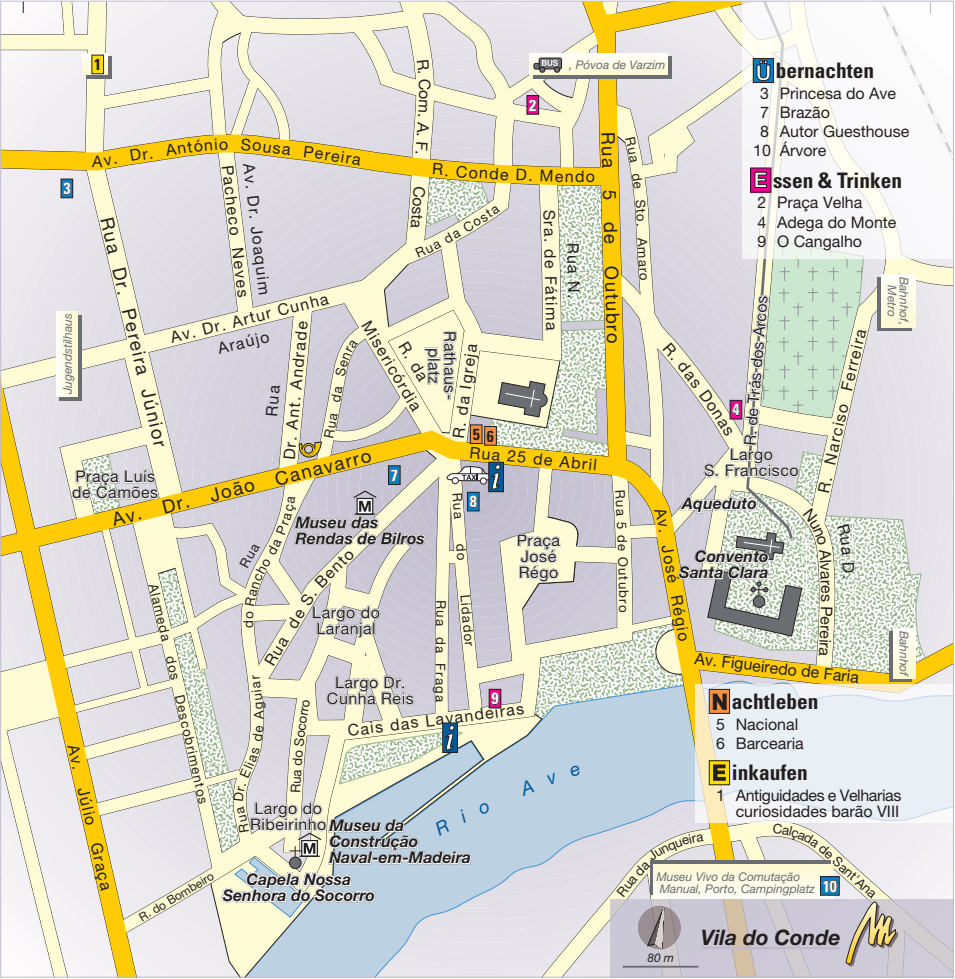 1
BUS , Póvoa de Varzim
2
Übernachten
3 Princesa do Ave
7 Brazão
8 Autor Guesthouse
10 Árvore
Essen & Trinken
2 Praça Velha
4 Adega do Monte
9 O Cangalho
R. Com. A. F. Costa
Av. Dr. António Sousa Pereira
R. Conde D. Mendo
Rua 5 de Outubro
Rua de Sto. Amaro
3
Pacheco Neves
Av. Dr. Joaquim
Rua da Costa
Sra. de Fátima
Rua N.
Rua Dr. Pereira Júnior
Av. Dr. Artur Cunha
Araújo
Jugendstilhaus
Bahnhof,
Metro
Misericórdia
R. da
Rathaus-
platz
R. da Igreja
Rua
Dr. Ant. Andrade
Rua da Senra
R. das Donas
R. de Trás dos Arcos
R. Narciso Ferreira
4
5
6
Rua 25 de Abril
Largo
S. Francisco
Praça Luís
de Camões
Av. Dr. João Canavarro
7
TAXI
i
8
M
Museu das
Rendas de Bilros
Aqueduto
Praça
José
Régo
Rua 5 de Outubro
Av. José Régio
Convento
Santa Clara
Nuno Alvares Pereira
Rua D.
Rua
do Rancho da Praça
Rua de S. Bento
Rua do Lidador
Rua da Fraga
Largo do
Laranjal
Alameda dos Descobrimentos
Bahnhof
Av. Figueiredo de Faria
Largo Dr.
Cunha Reis
9
Cais das Lavandeiras
i
Rua Dr. Elias de Aguiar
Rua do Socorro
Av. Júlio Graça
Rio Ave
Nachtleben
5 Nacional
6 Barcearia
Einkaufen
1 Antiguidades e Velharias
curiosidades barão VIII
Largo do
Ribeirinho
M
Museu da
Construção
Naval-em-Madeira
Capela Nossa
Senhora do Socorro
R. do Bombeiro
Rua da Junqueira
Calçada de Sant'Ana
Museu Vivo da Comutação
Manual, Porto, Campingplatz 10
80 m
Vila do Conde